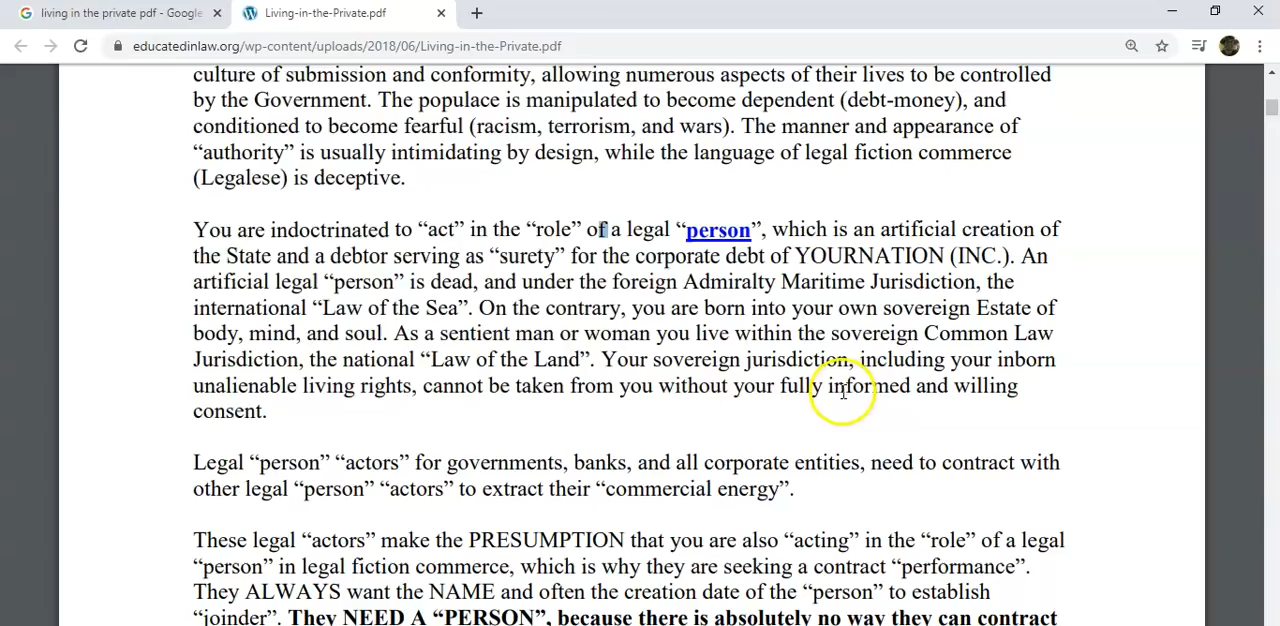 living in the private pdf - Google
Living-in-the-Private.pdf
educatedinlaw.org/wp-content/uploads/2018/06/Living-in-the-Private.pdf
culture of submission and conformity, allowing numerous aspects of their lives to be controlled
by the Government. The populace is manipulated to become dependent (debt-money), and
conditioned to become fearful (racism, terrorism, and wars). The manner and appearance of
“authority” is usually intimidating by design, while the language of legal fiction commerce
(Legalese) is deceptive.
You are indoctrinated to “act” in the “role” of a legal “person”, which is an artificial creation of
the State and a debtor serving as “surety” for the corporate debt of YOURNATION (INC.). An
artificial legal “person” is dead, and under the foreign Admiralty Maritime Jurisdiction, the
international “Law of the Sea”. On the contrary, you are born into your own sovereign Estate of
body, mind, and soul. As a sentient man or woman you live within the sovereign Common Law
Jurisdiction, the national “Law of the Land”. Your sovereign jurisdiction, including your inborn
unalienable living rights, cannot be taken from you without your fully informed and willing
consent.
Legal “person” “actors” for governments, banks, and all corporate entities, need to contract with
other legal “person” “actors” to extract their “commercial energy”.
These legal “actors” make the PRESUMPTION that you are also “acting” in the “role” of a legal
“person” in legal fiction commerce, which is why they are seeking a contract “performance”.
They ALWAYS want the NAME and often the creation date of the “person” to establish
“joinder”. They NEED A “PERSON”, because there is absolutely no way they can contract